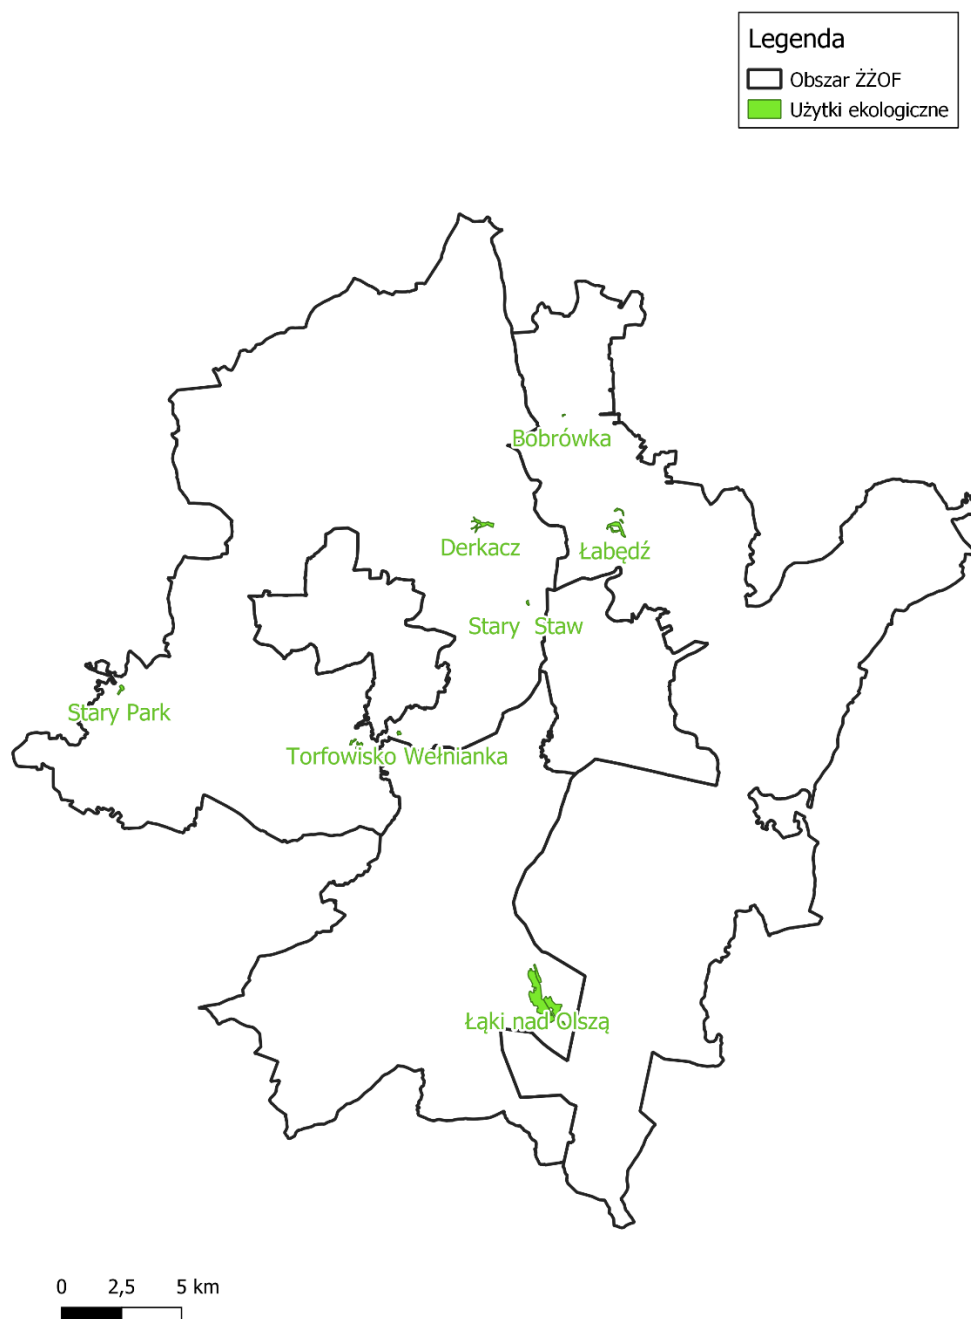 Legenda
Obszar ŻŻOF
Użytki ekologiczne
Bobrówka
Derkacz
Łabędź
Stary Staw
Stary Park
Torfowisko Wełnianka
Łąki nad Olszą
0 2,5 5 km